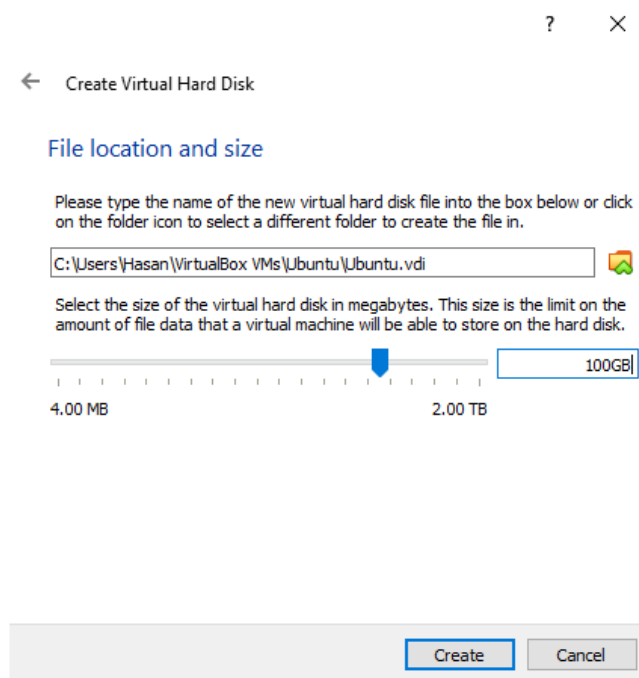 ?
Create Virtual Hard Disk
File location and size
Please type the name of the new virtual hard disk file into the box below or click
on the folder icon to select a different folder to create the file in.
C:\Users\Hasan\VirtualBox VMs\Ubuntu\Ubuntu.vdi
Select the size of the virtual hard disk in megabytes. This size is the limit on the
amount of file data that a virtual machine will be able to store on the hard disk.
100GB
4.00 MB 2.00 TB
Create Cancel